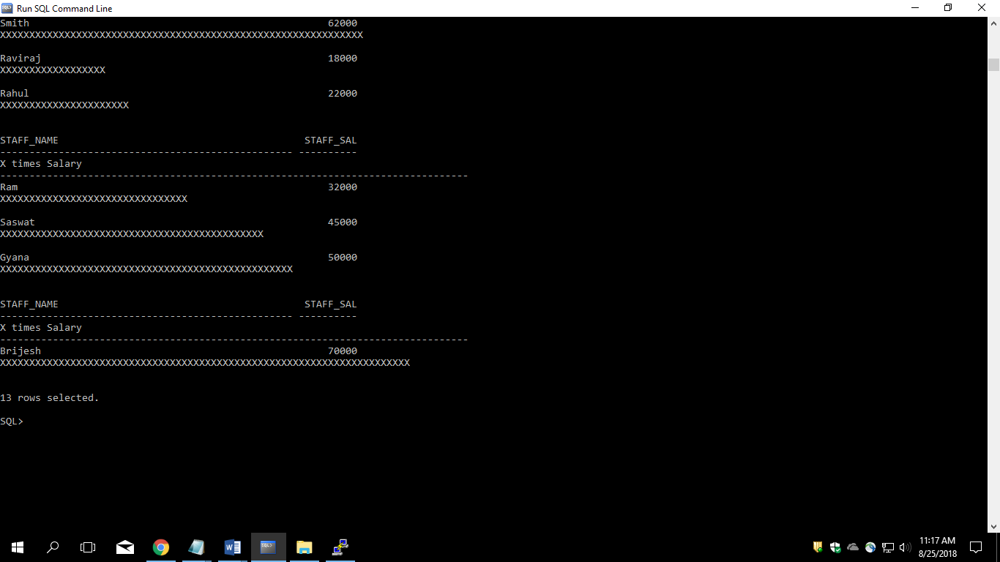 Run SQL Command Line
Smith 62000
XXXXXXXXXXXXXXXXXXXXXXXXXXXXXXXXXXXXXXXXXXXXXXXXXXXXXXXXXXXXXX
Raviraj 18000
XXXXXXXXXXXXXXXXXX
Rahul 22000
XXXXXXXXXXXXXXXXXXXXXX
STAFF_NAME STAFF_SAL
-------------------------------------------------- ----------
X times Salary
--------------------------------------------------------------------------------
Ram 32000
XXXXXXXXXXXXXXXXXXXXXXXXXXXXXXXX
Saswat 45000
XXXXXXXXXXXXXXXXXXXXXXXXXXXXXXXXXXXXXXXXXXXXX
Gyana 50000
XXXXXXXXXXXXXXXXXXXXXXXXXXXXXXXXXXXXXXXXXXXXXXXXXX
STAFF_NAME STAFF_SAL
-------------------------------------------------- ----------
X times Salary
--------------------------------------------------------------------------------
Brijesh 70000
XXXXXXXXXXXXXXXXXXXXXXXXXXXXXXXXXXXXXXXXXXXXXXXXXXXXXXXXXXXXXXXXXXXXXX
13 rows selected.
SQL>
11:17 AM
8/25/2018